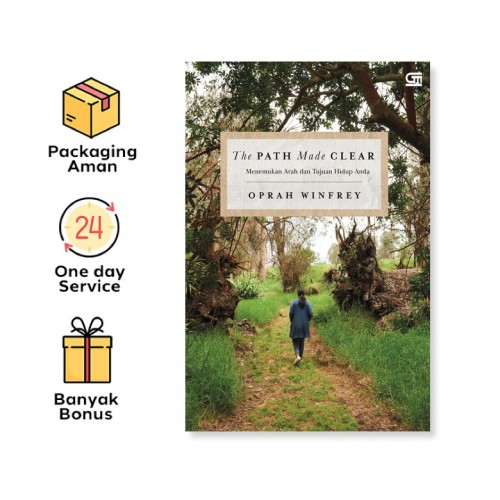 Packaging
Aman
24
One day
Service
Banyak
Bonus
The PATH Made CLEAR
Menemukan Arah dan Tujuan Hidup Anda
OPRAH WINFREY